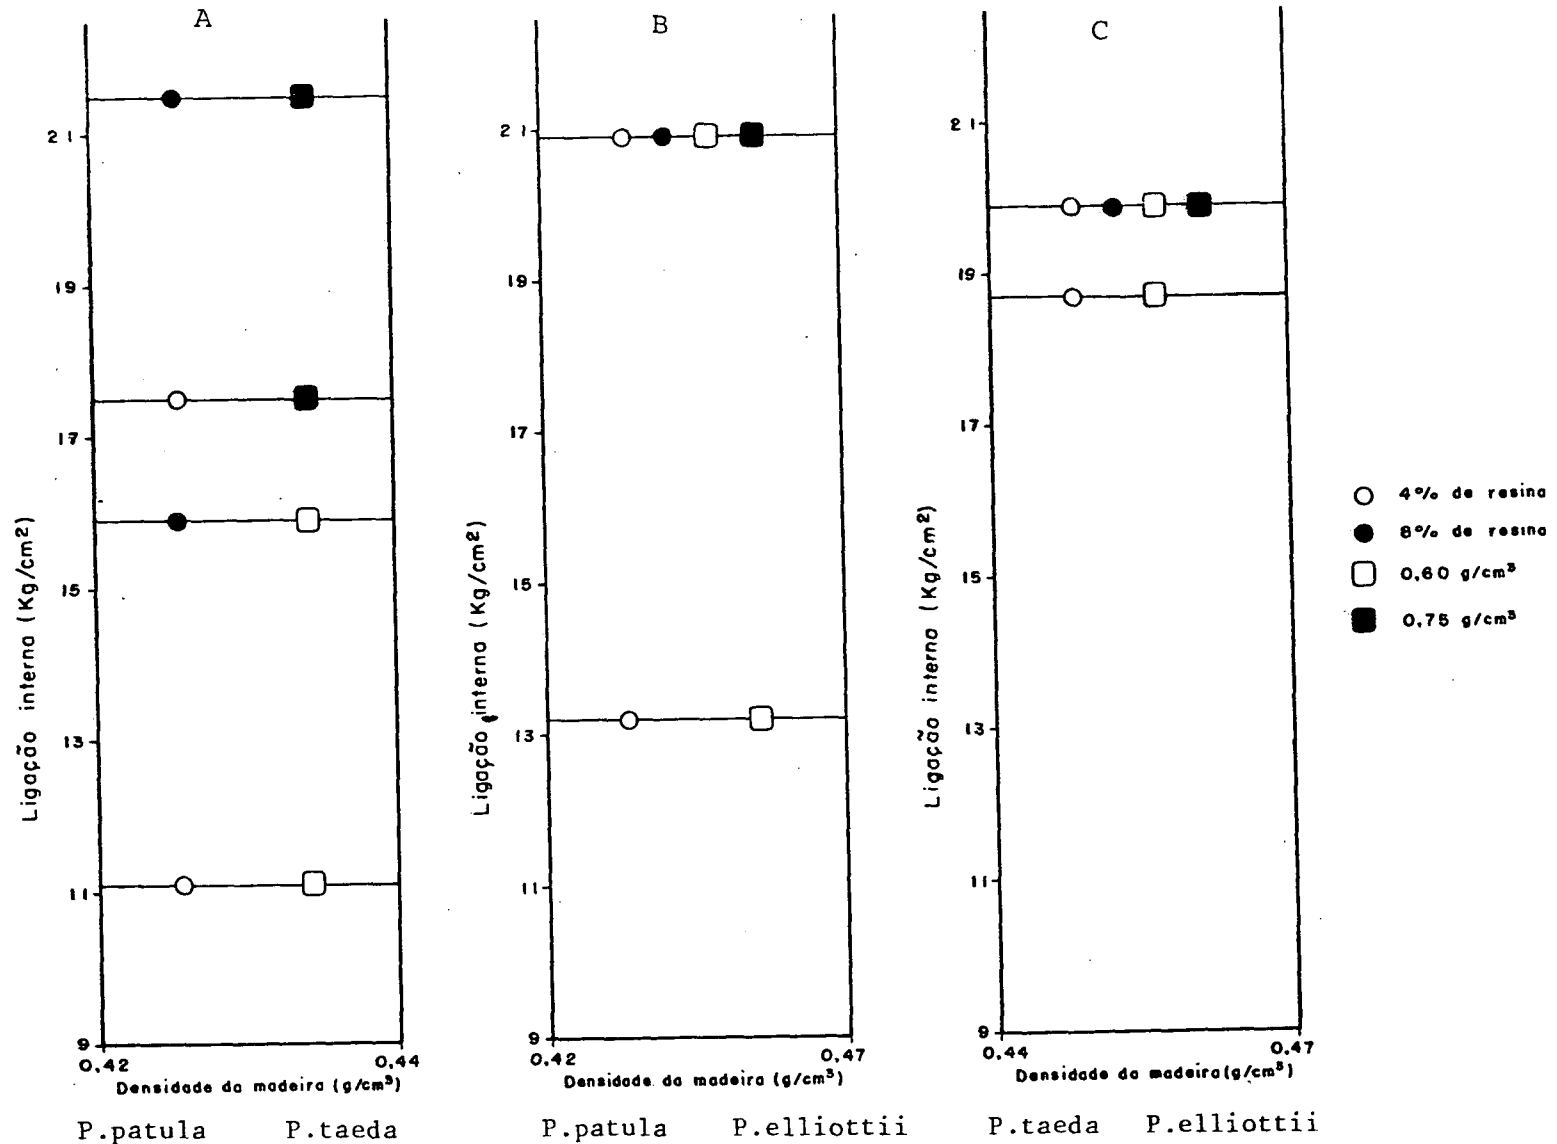 A
21
19
17
15
13
11
9
Ligação interna (Kg/cm²)
0,42 0,44
Densidade da madeira (g/cm³)
P.patula P.taeda
B
21
19
17
15
13
11
9
Ligação interna (Kg/cm²)
0,42 0,47
Densidade da madeira (g/cm³)
P.patula P.elliottii
C
21
19
17
15
13
11
9
Ligação interna (Kg/cm²)
0,44 0,47
Densidade da madeira (g/cm³)
P.taeda P.elliottii
4% de resina
8% de resina
0,60 g/cm³
0,75 g/cm³